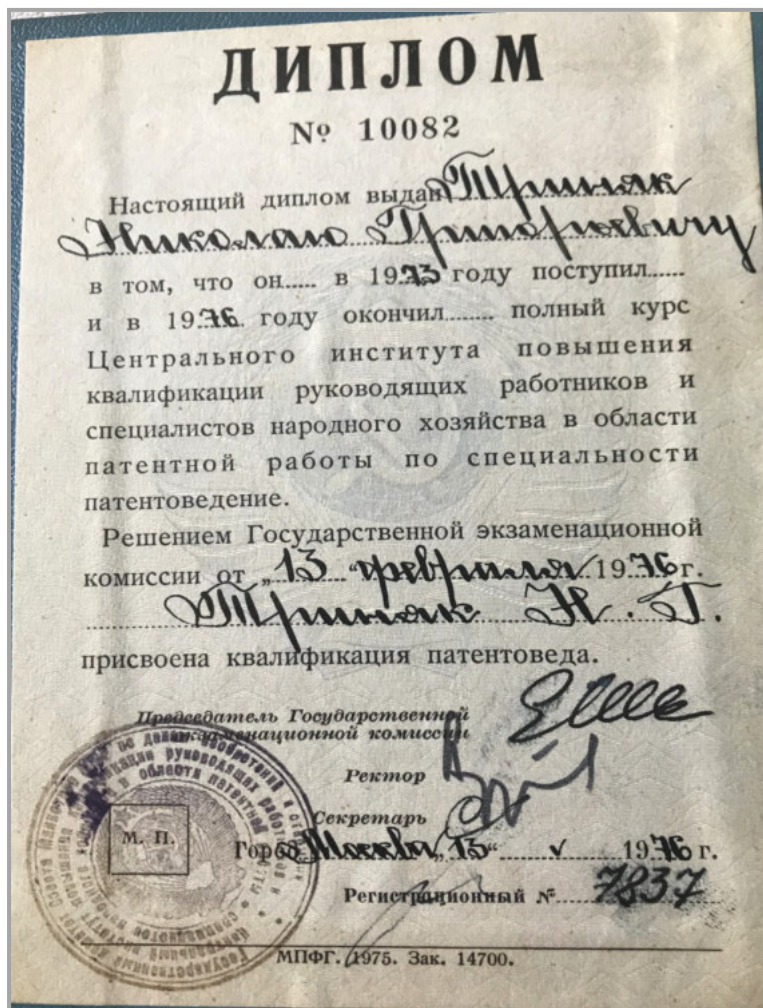 ДИПЛОМ
№ 10082
Настоящий диплом выдан Триняк
Николаю Григорьевичу
в том, что он..... в 1973 году поступил.....
и в 1976. году окончил........ полный курс
Центрального института повышения
квалификации руководящих работников и
специалистов народного хозяйства в области
патентной работы по специальности
патентоведение.
Решением Государственной экзаменационной
комиссии от „13“ февраля 1976 г.
Триняк Н. Г.
присвоена квалификация патентоведа.
Председатель Государственной
экзаменационной комиссии
Ректор
Секретарь
М. П.
Город Москва „13“ V 1976 г.
Регистрационный № 7837
МПФГ. 1975. Зак. 14700.